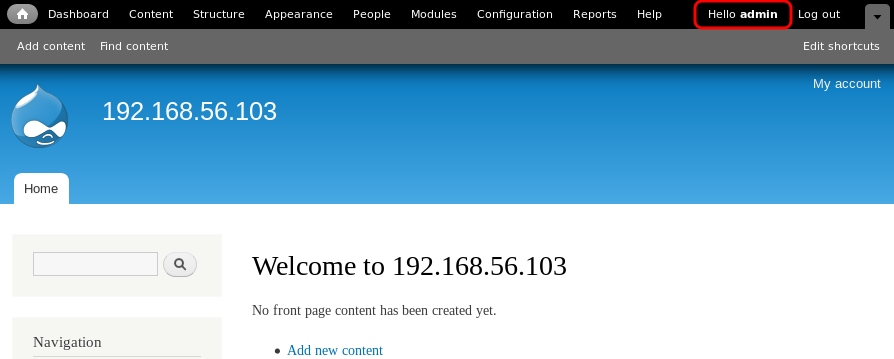 Dashboard Content Structure Appearance People Modules Configuration Reports Help Hello admin Log out
Add content Find content Edit shortcuts
My account
192.168.56.103
Home
Welcome to 192.168.56.103
No front page content has been created yet.
Navigation
Add new content